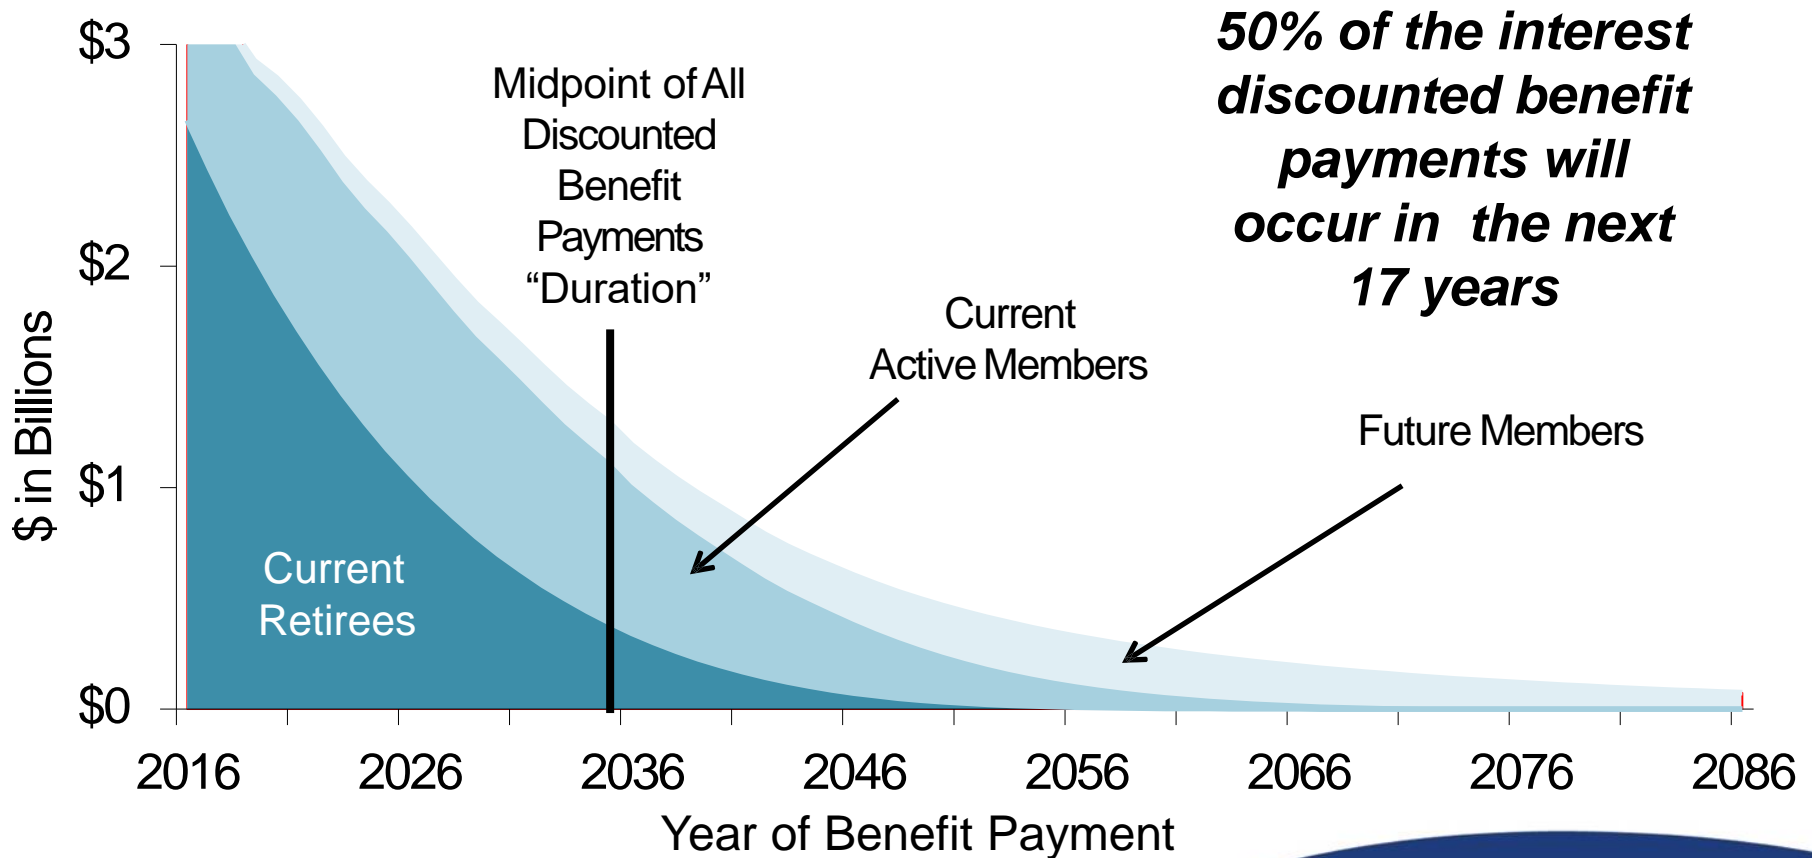 50% of the interest
discounted benefit
payments will
occur in the next
17 years
$3
$2
$1
$0
$ in Billions
Midpoint of All
Discounted
Benefit
Payments
“Duration”
Current
Active Members
Future Members
Current
Retirees
2016
2026
2036
2046
2056
2066
2076
2086
Year of Benefit Payment